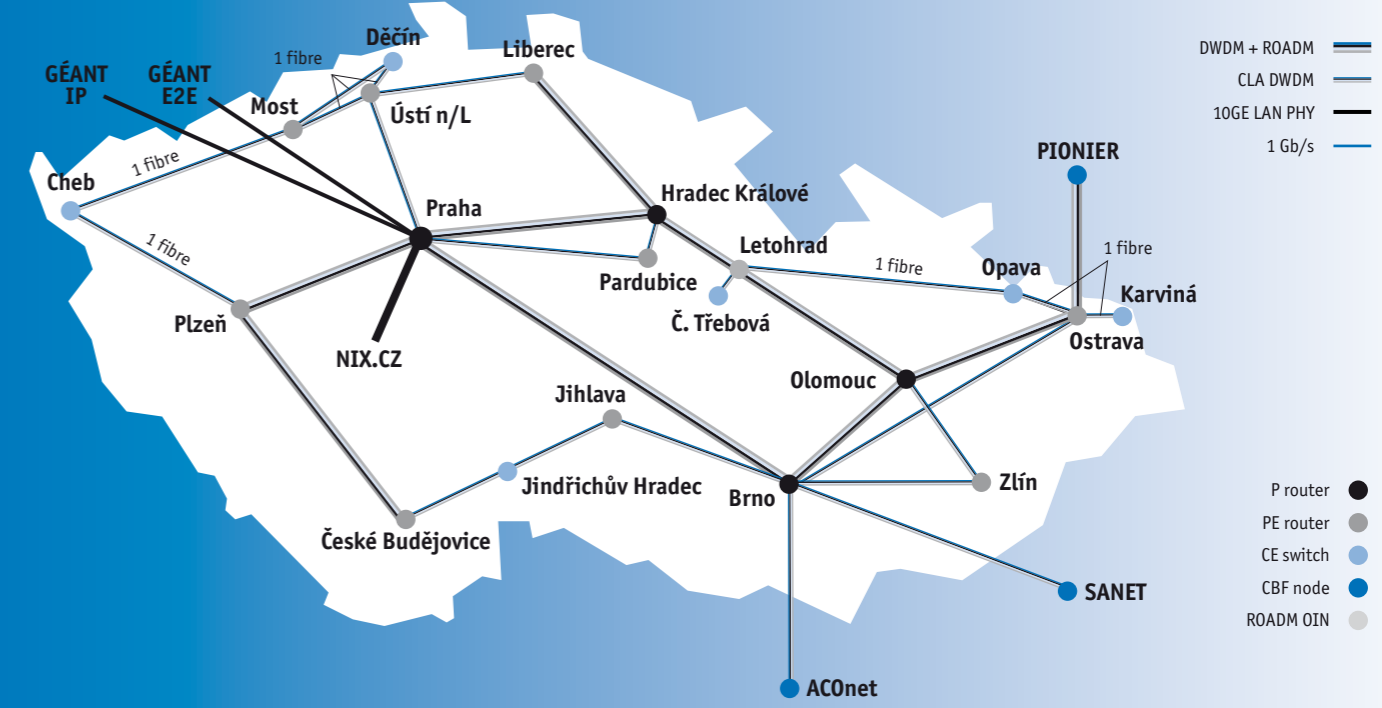 Děčín
Liberec
1 fibre
GÉANT
IP
GÉANT
E2E
Most
Ústí n/L
1 fibre
Cheb
Praha
Hradec Králové
PIONIER
1 fibre
Letohrad
1 fibre
Opava
1 fibre
Karviná
Pardubice
Č. Třebová
Plzeň
NIX.CZ
Ostrava
Olomouc
Jihlava
Jindřichův Hradec
Brno
Zlín
České Budějovice
SANET
ACOnet
DWDM + ROADM
CLA DWDM
10GE LAN PHY
1 Gb/s
P router
PE router
CE switch
CBF node
ROADM OIN